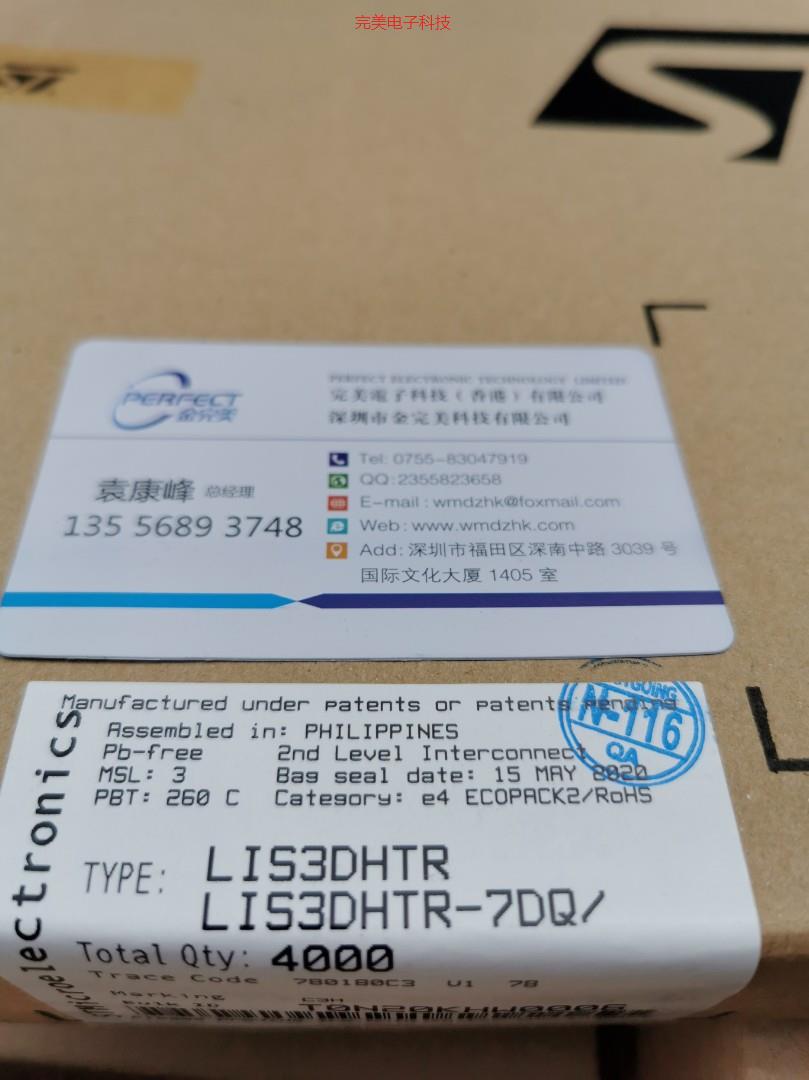 完美电子科技
PERFECT
金完美
PERFECT ELECTRONIC TECHNOLOGY LIMITED
完美電子科技（香港）有限公司
深圳市金完美科技有限公司
袁康峰 总经理
135 5689 3748
Tel: 0755-83047919
QQ:2355823658
E-mail: wmdzhk@foxmail.com
Web: www.wmdzhk.com
Add: 深圳市福田区深南中路 3039 号
国际文化大厦 1405 室
Manufactured under patents or patents pending
Assembled in: PHILIPPINES
Pb-free 2nd Level Interconnect
MSL: 3 Bag seal date: 15 MAY 2020
PBT: 260 C Category: e4 ECOPACK2/RoHS
N-116
QA
TYPE: LIS3DHTR
LIS3DHTR-7DQ/
Total Qty: 4000
Trace Code 780180C3 V1 78
Marking C3H
Bulk ID
microelectronics